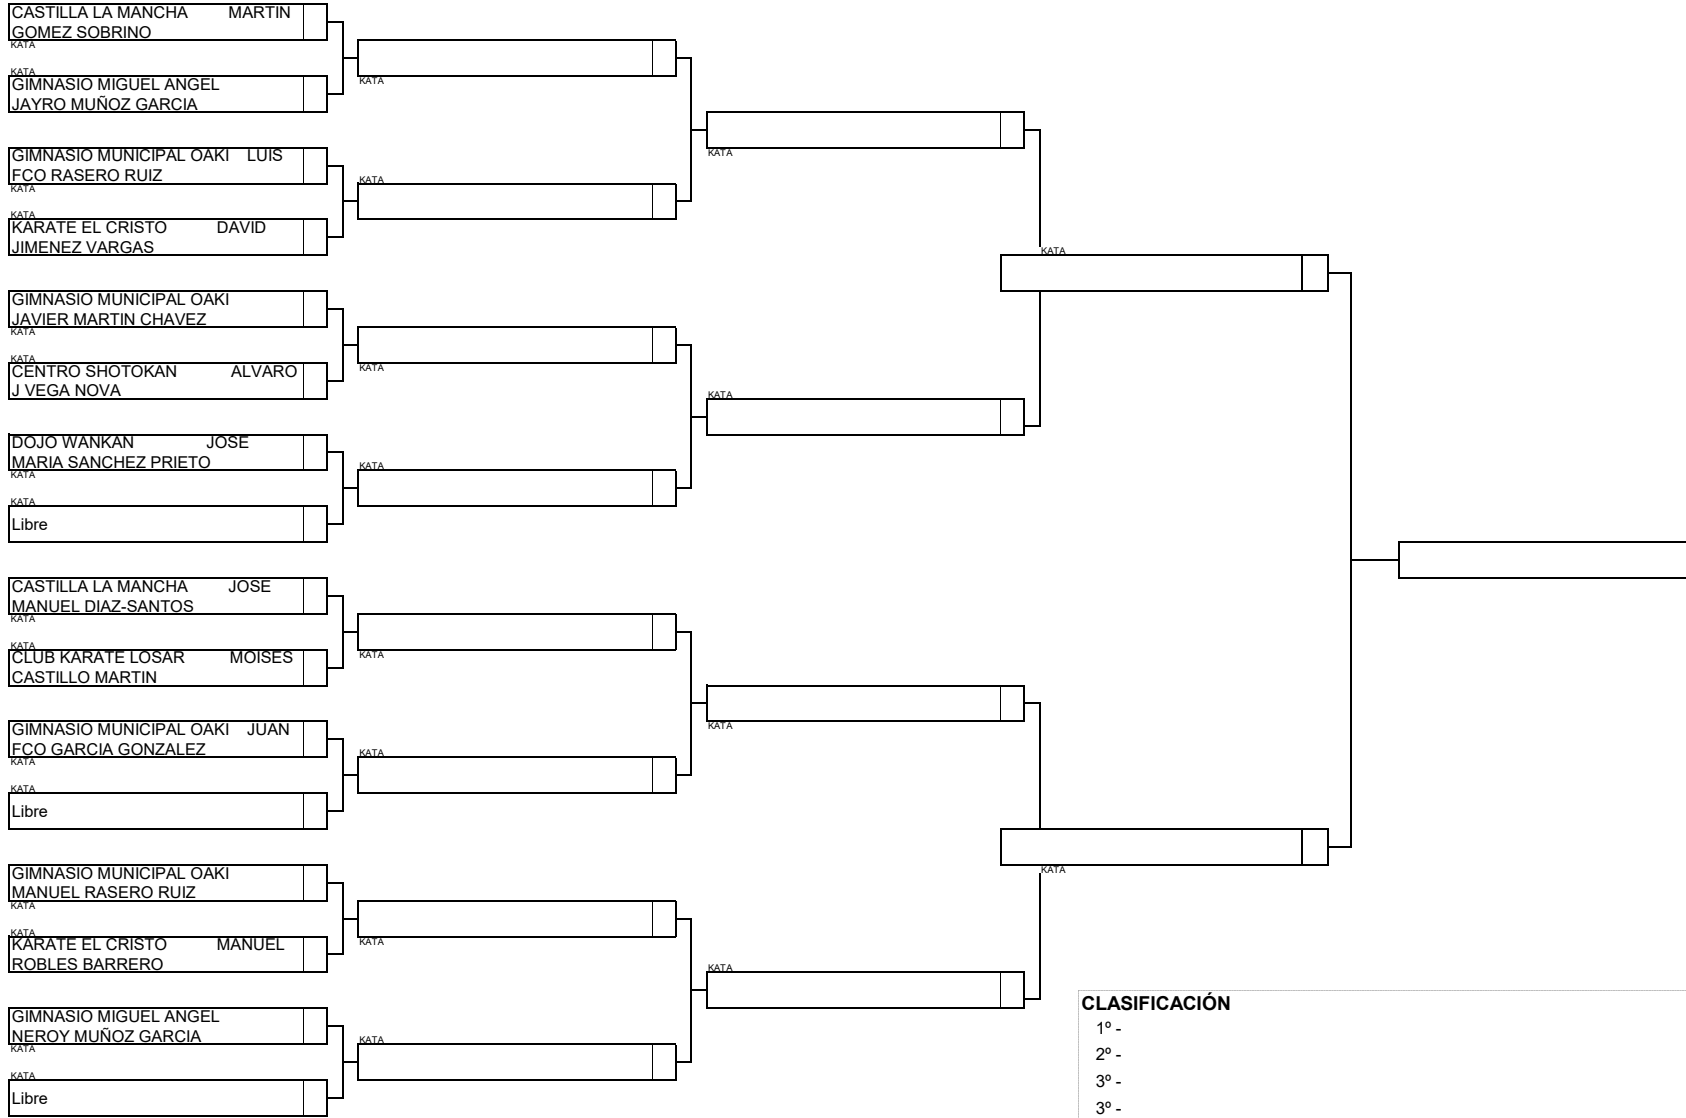 CASTILLA LA MANCHA MARTIN
GOMEZ SOBRINO
KATA
KATA
GIMNASIO MIGUEL ANGEL
JAYRO MUÑOZ GARCIA
GIMNASIO MUNICIPAL OAKI LUIS
FCO RASERO RUIZ
KATA
KATA
KARATE EL CRISTO DAVID
JIMENEZ VARGAS
GIMNASIO MUNICIPAL OAKI
JAVIER MARTIN CHAVEZ
KATA
KATA
CENTRO SHOTOKAN ALVARO
J VEGA NOVA
DOJO WANKAN JOSE
MARIA SANCHEZ PRIETO
KATA
KATA
Libre
CASTILLA LA MANCHA JOSE
MANUEL DIAZ-SANTOS
KATA
KATA
CLUB KARATE LOSAR MOISES
CASTILLO MARTIN
GIMNASIO MUNICIPAL OAKI JUAN
FCO GARCIA GONZALEZ
KATA
KATA
Libre
GIMNASIO MUNICIPAL OAKI
MANUEL RASERO RUIZ
KATA
KATA
KARATE EL CRISTO MANUEL
ROBLES BARRERO
GIMNASIO MIGUEL ANGEL
NEROY MUÑOZ GARCIA
KATA
KATA
Libre
KATA
KATA
KATA
KATA
KATA
KATA
KATA
KATA
KATA
KATA
KATA
KATA
KATA
KATA
CLASIFICACIÓN
1º -
2º -
3º -
3º -